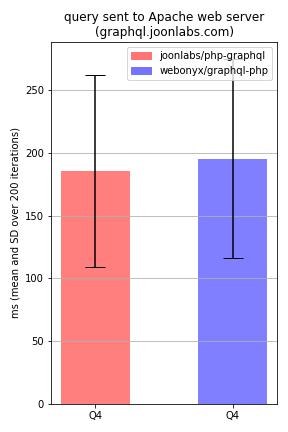 query sent to Apache web server
(graphql.joonlabs.com)
joonlabs/php-graphql
webonyx/graphql-php
ms (mean and SD over 200 iterations)
250
200
150
100
50
0
Q4
Q4